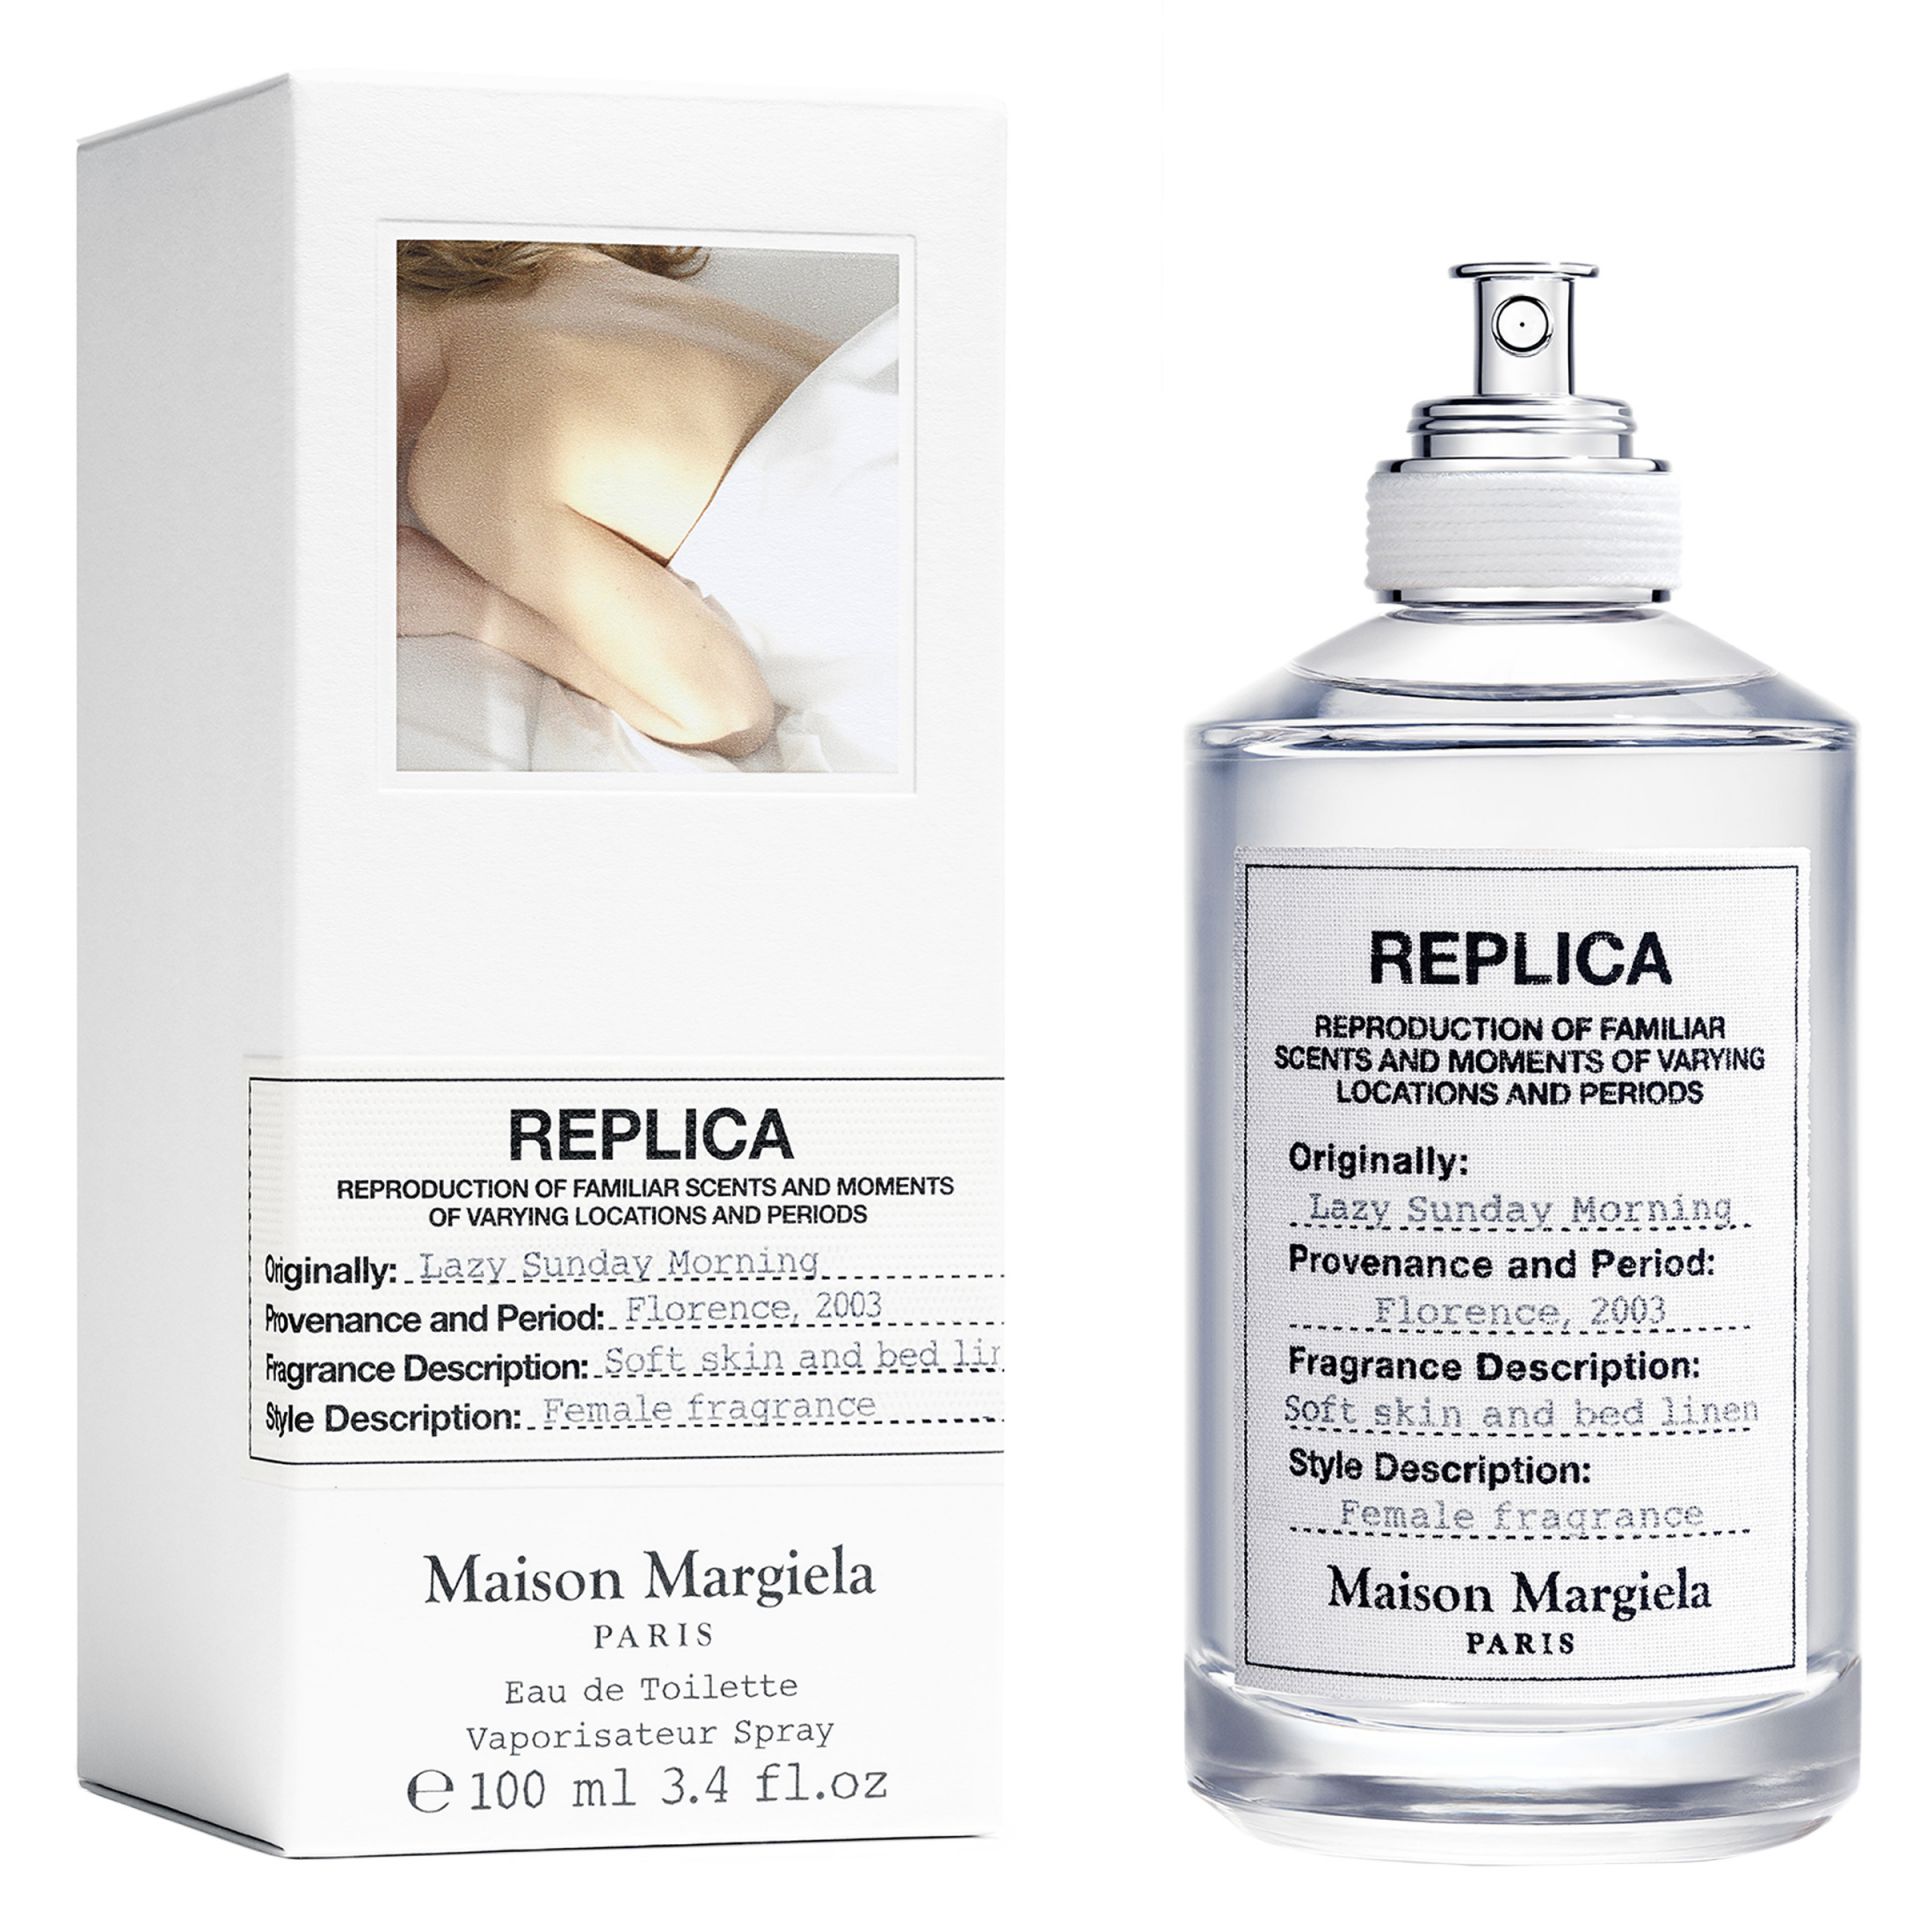 REPLICA
REPRODUCTION OF FAMILIAR SCENTS AND MOMENTS
OF VARYING LOCATIONS AND PERIODS
Originally: Lazy Sunday Morning
Provenance and Period: Florence, 2003
Fragrance Description: Soft skin and bed
Style Description: Female fragrance
Maison Margiela
PARIS
Eau de Toilette
Vaporisateur Spray
℮ 100 ml 3.4 fl.oz
REPLICA
REPRODUCTION OF FAMILIAR
SCENTS AND MOMENTS OF VARYING
LOCATIONS AND PERIODS
Originally:
Lazy Sunday Morning
Provenance and Period:
Florence, 2003
Fragrance Description:
Soft skin and bed linen
Style Description:
Female fragrance
Maison Margiela
PARIS